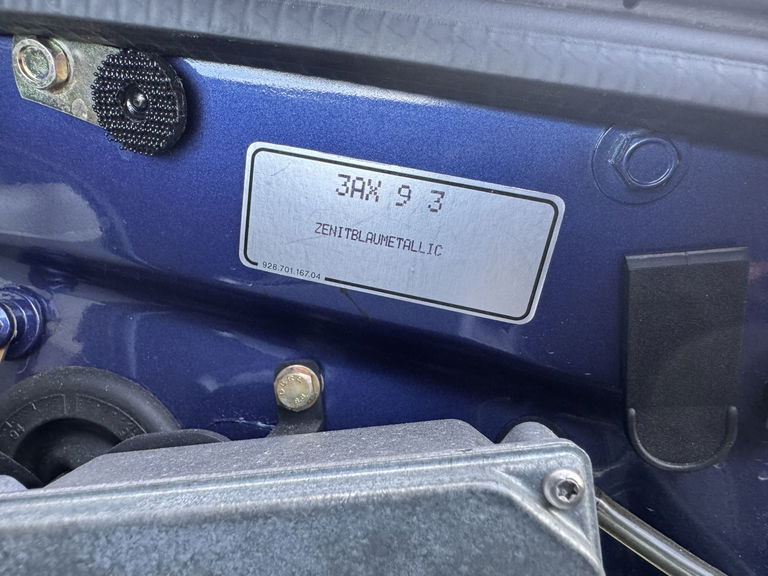 3AX 9 3
ZENITBLAUMETALLIC
928.701.167.04